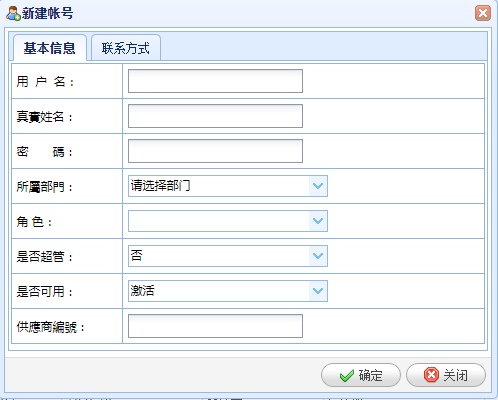 新建帐号
基本信息 联系方式
用 户 名：
真實姓名：
密 碼：
所屬部門： 请选择部门
角 色：
是否超管： 否
是否可用： 激活
供應商編號：
确定 关闭